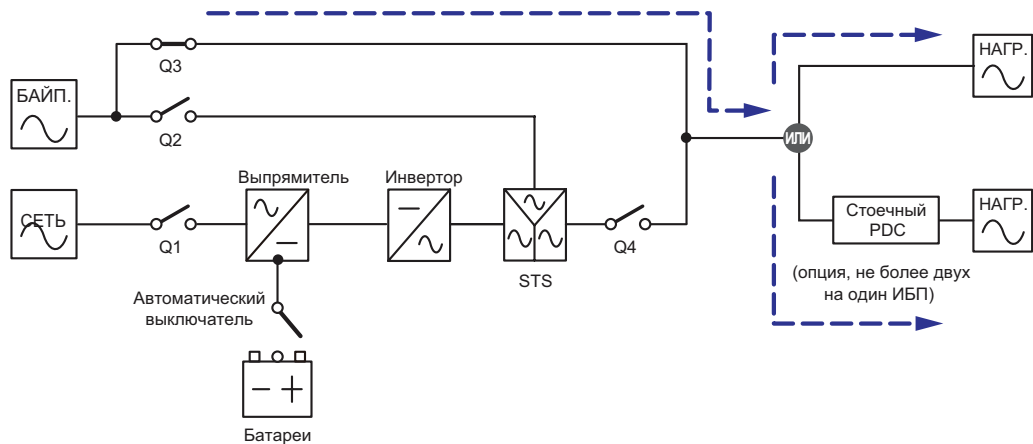 Q3
НАГР.
БАЙП.
Q2
ИЛИ
Выпрямитель
Инвертор
СЕТЬ
Q1
STS
Q4
Стоечный
PDC
НАГР.
(опция, не более двух
на один ИБП)
Автоматический
выключатель
Батареи